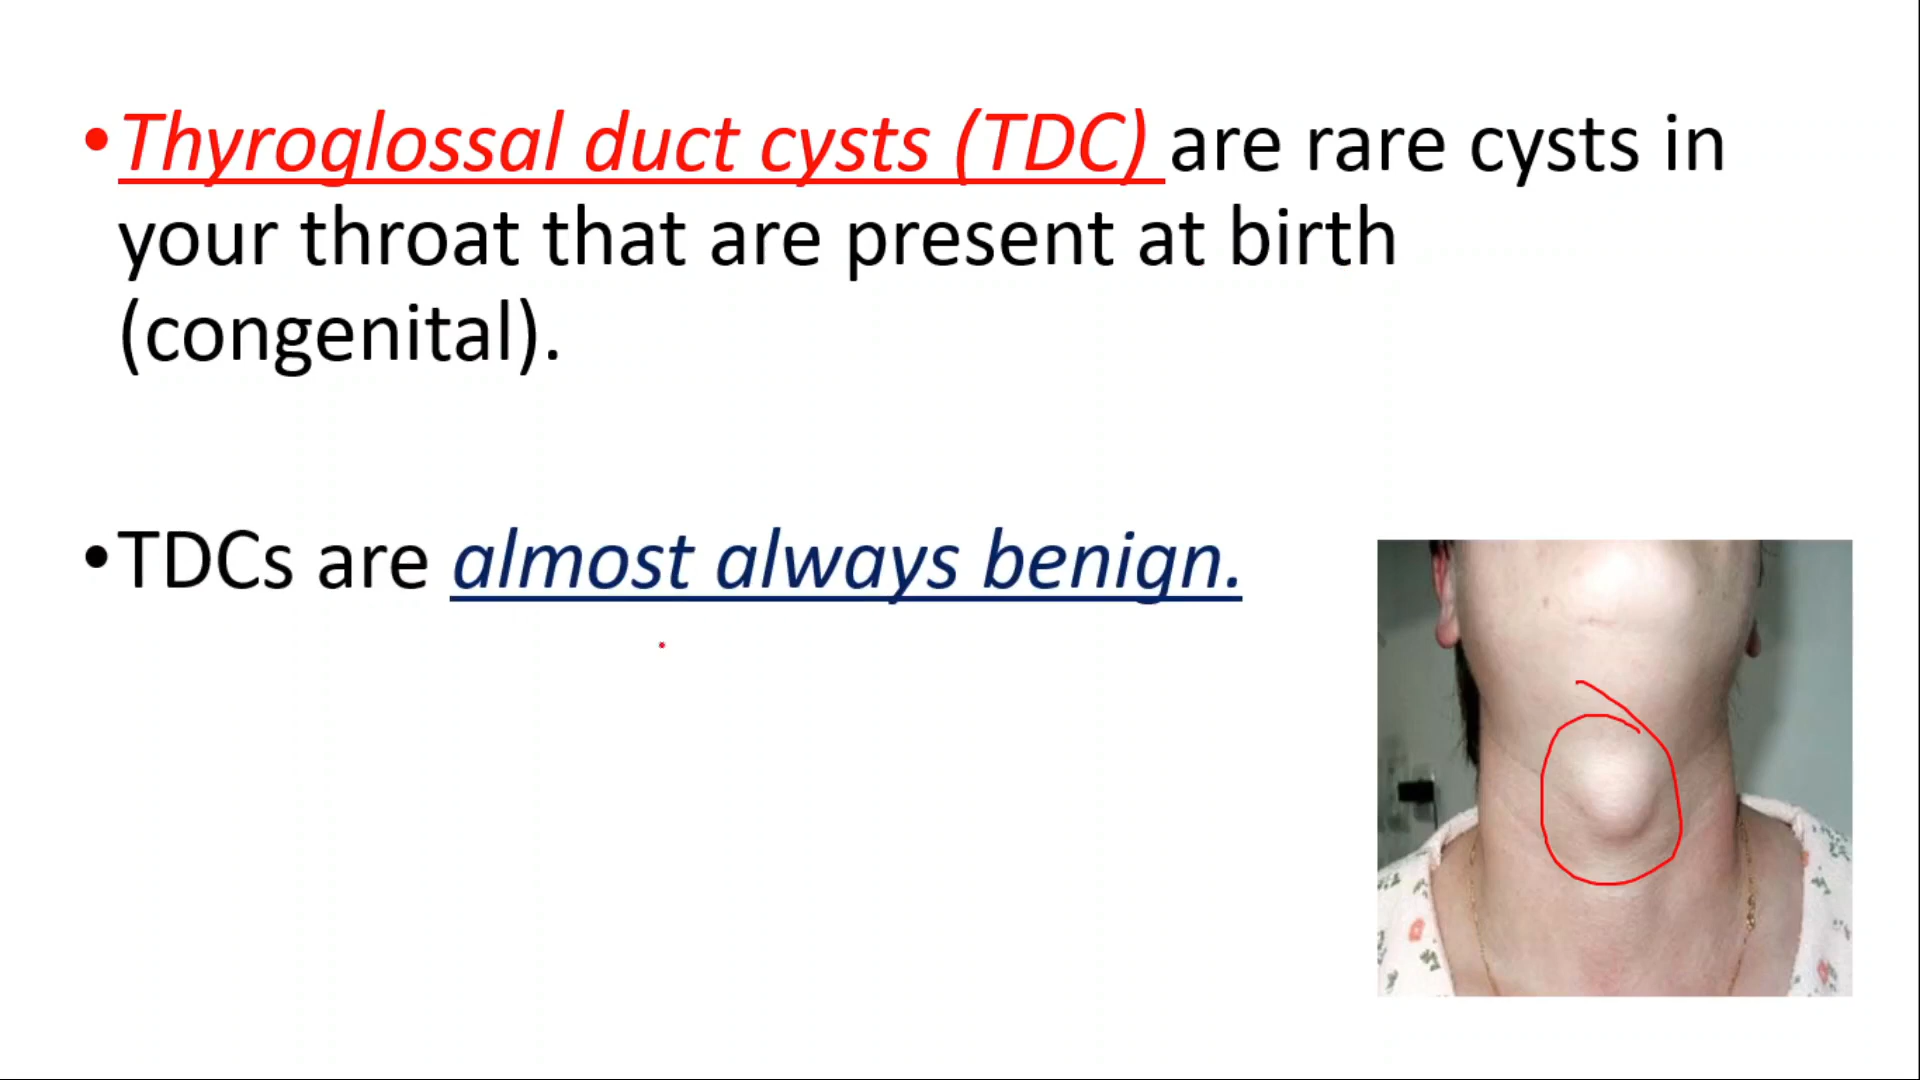 •Thyroglossal duct cysts (TDC) are rare cysts in
your throat that are present at birth
(congenital).
•TDCs are almost always benign.